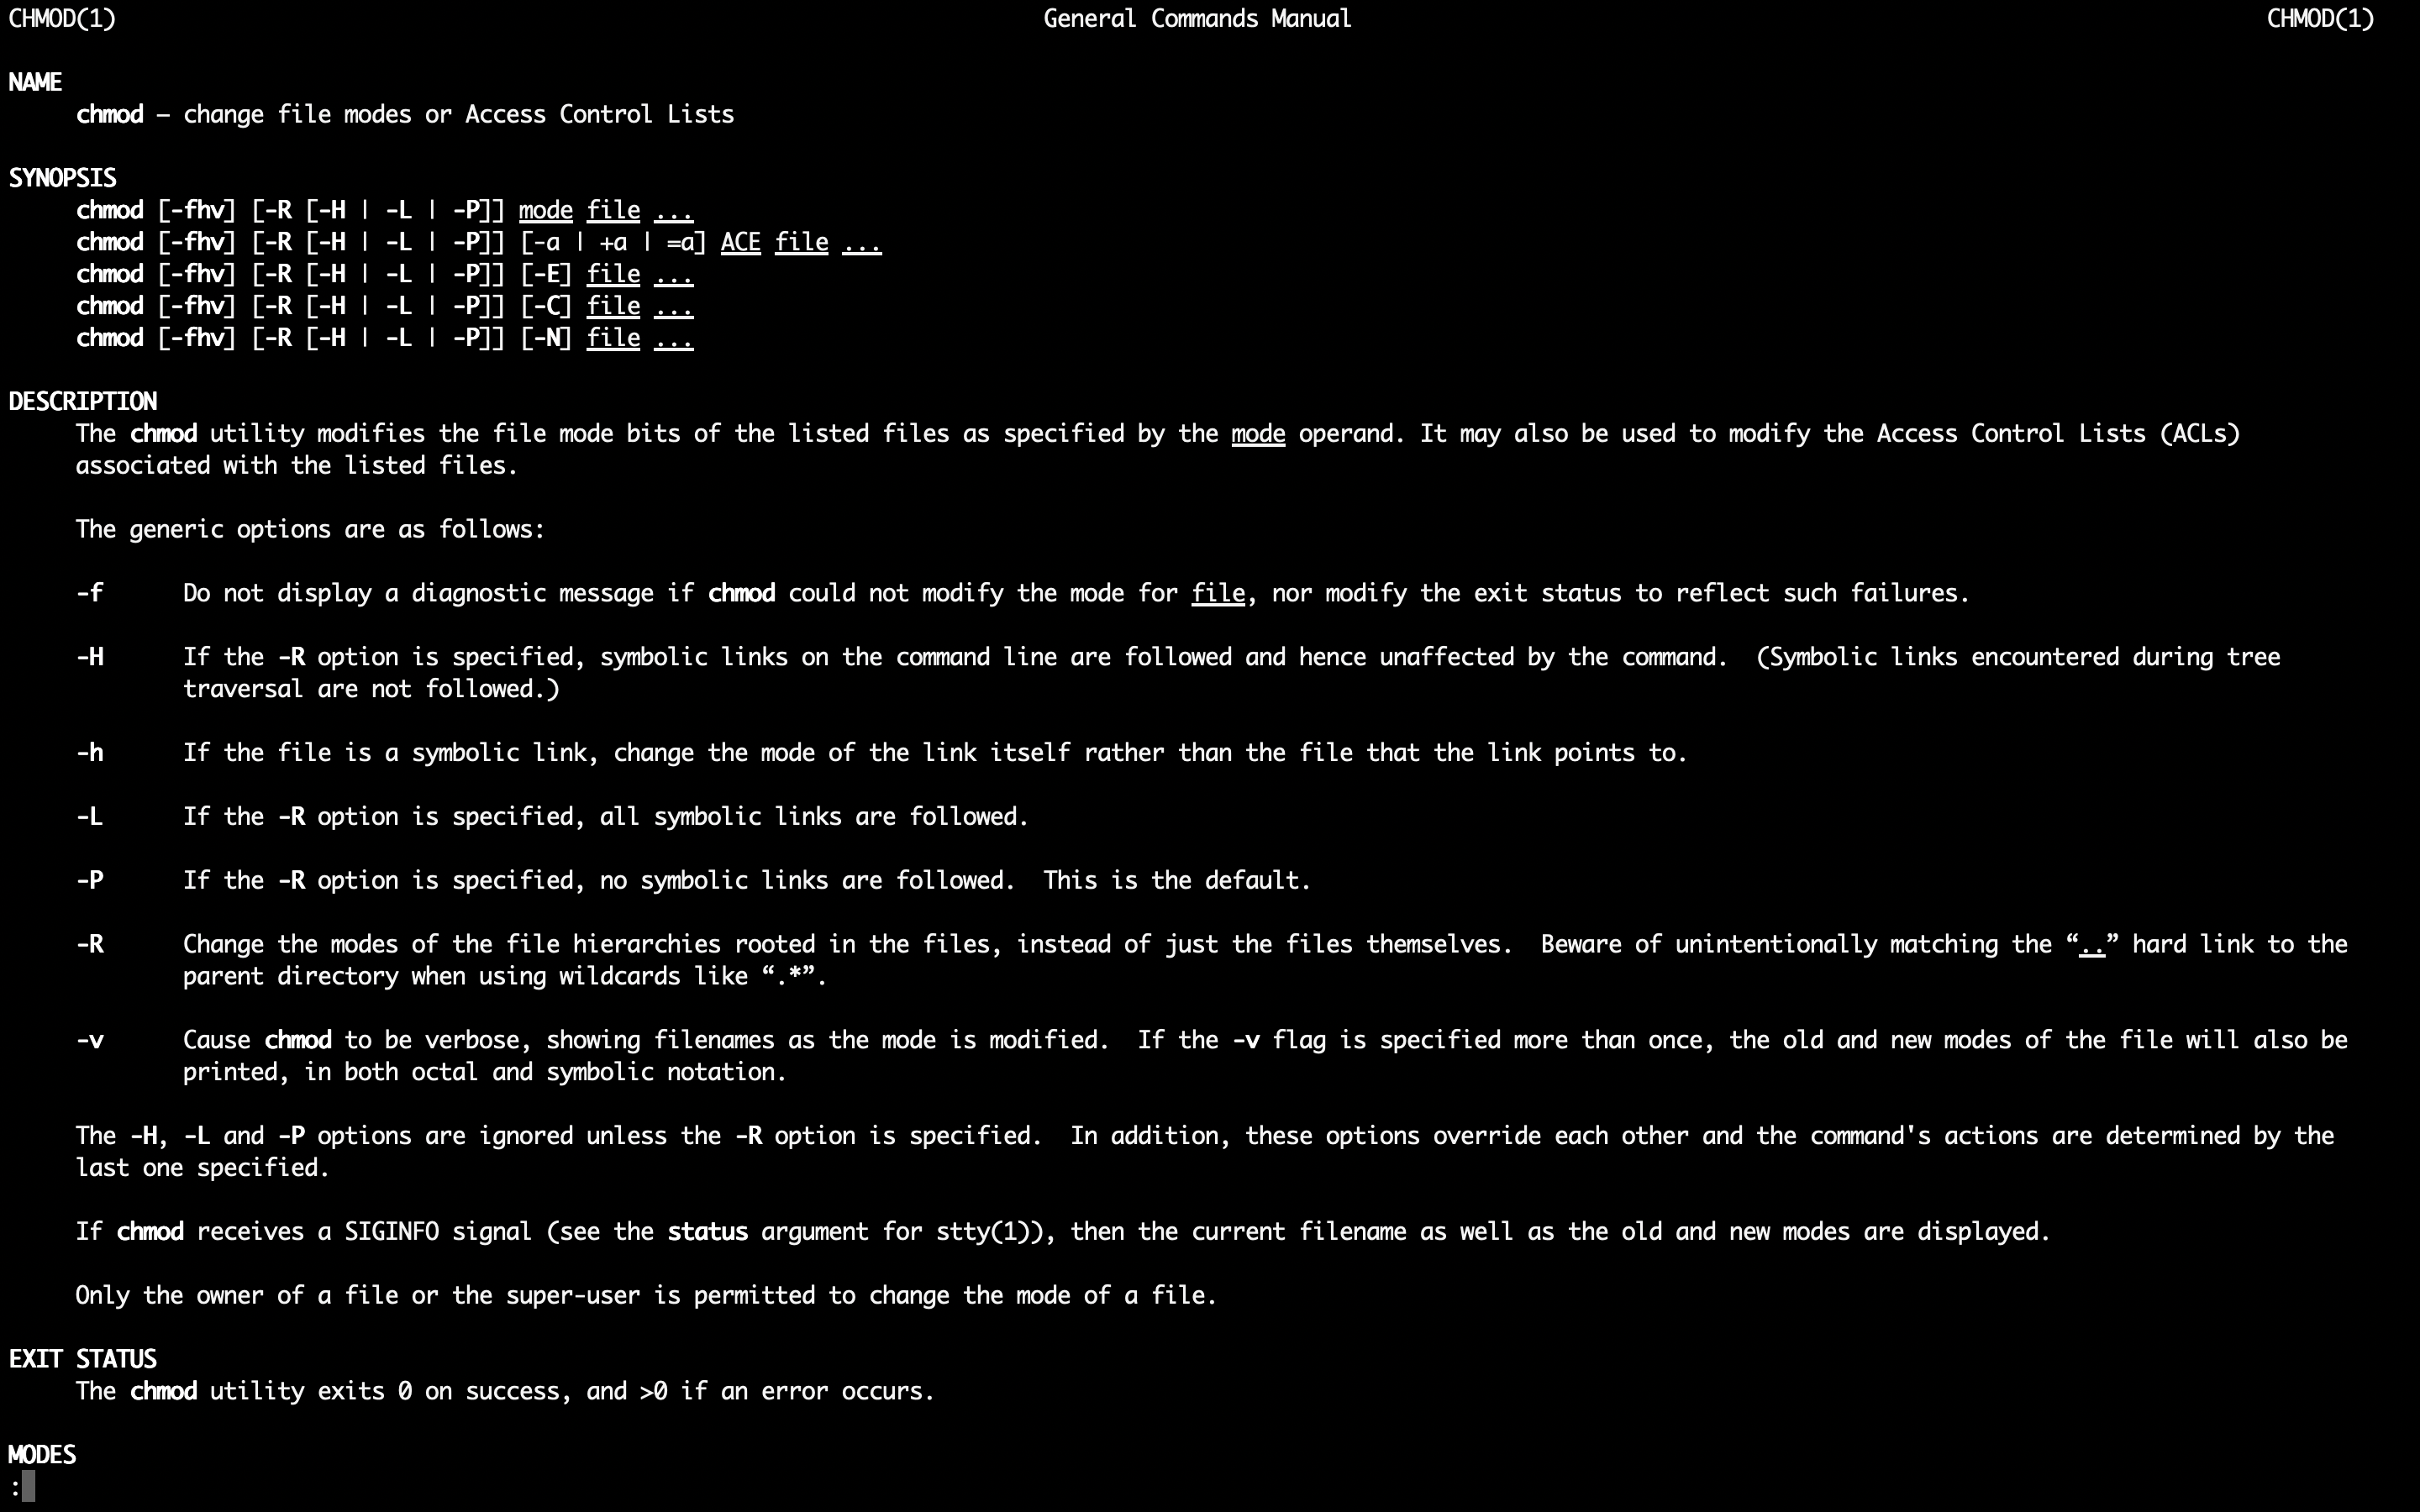 CHMOD(1) General Commands Manual CHMOD(1)
NAME
chmod – change file modes or Access Control Lists
SYNOPSIS
chmod [-fhv] [-R [-H | -L | -P]] mode file ...
chmod [-fhv] [-R [-H | -L | -P]] [-a | +a | =a] ACE file ...
chmod [-fhv] [-R [-H | -L | -P]] [-E] file ...
chmod [-fhv] [-R [-H | -L | -P]] [-C] file ...
chmod [-fhv] [-R [-H | -L | -P]] [-N] file ...
DESCRIPTION
The chmod utility modifies the file mode bits of the listed files as specified by the mode operand. It may also be used to modify the Access Control Lists (ACLs)
associated with the listed files.
The generic options are as follows:
-f Do not display a diagnostic message if chmod could not modify the mode for file, nor modify the exit status to reflect such failures.
-H If the -R option is specified, symbolic links on the command line are followed and hence unaffected by the command.  (Symbolic links encountered during tree
traversal are not followed.)
-h If the file is a symbolic link, change the mode of the link itself rather than the file that the link points to.
-L If the -R option is specified, all symbolic links are followed.
-P If the -R option is specified, no symbolic links are followed.  This is the default.
-R Change the modes of the file hierarchies rooted in the files, instead of just the files themselves.  Beware of unintentionally matching the “..” hard link to the
parent directory when using wildcards like “.*”.
-v Cause chmod to be verbose, showing filenames as the mode is modified.  If the -v flag is specified more than once, the old and new modes of the file will also be
printed, in both octal and symbolic notation.
The -H, -L and -P options are ignored unless the -R option is specified.  In addition, these options override each other and the command's actions are determined by the
last one specified.
If chmod receives a SIGINFO signal (see the status argument for stty(1)), then the current filename as well as the old and new modes are displayed.
Only the owner of a file or the super-user is permitted to change the mode of a file.
EXIT STATUS
The chmod utility exits 0 on success, and >0 if an error occurs.
MODES
: